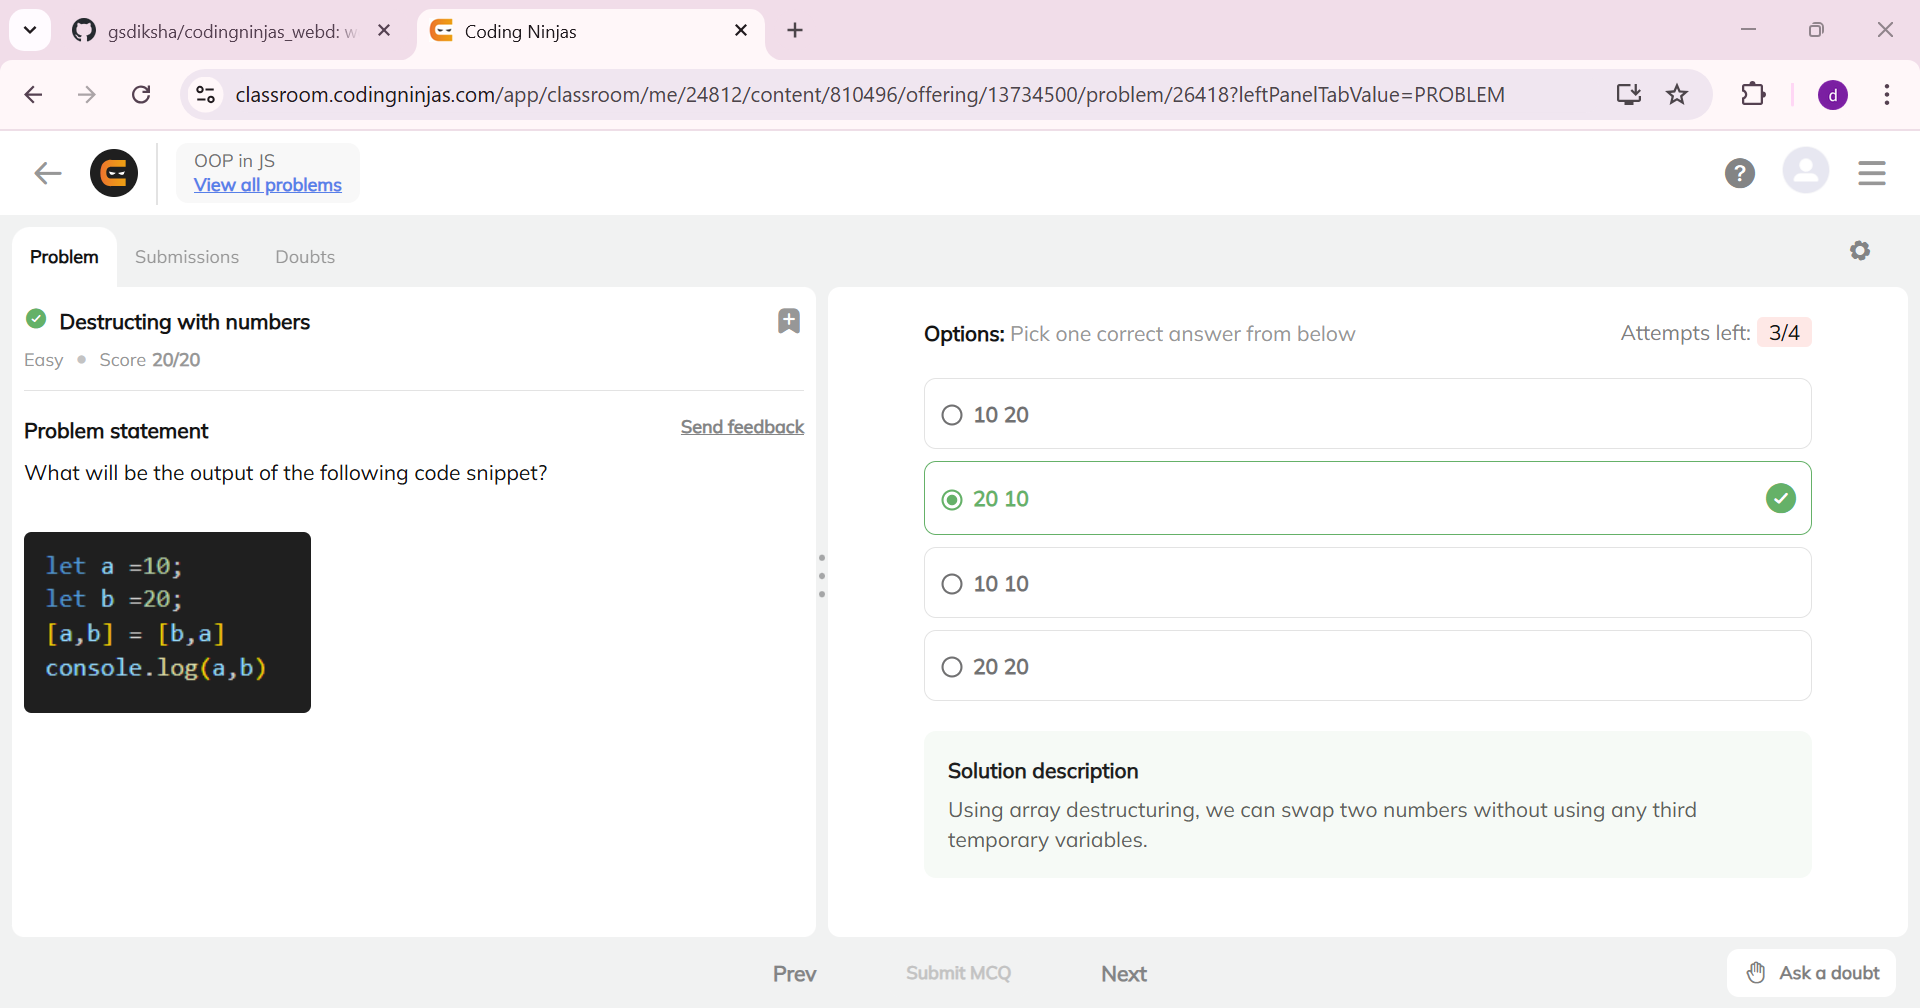 gsdiksha/codingninjas_webd: w
Coding Ninjas
classroom.codingninjas.com/app/classroom/me/24812/content/810496/offering/13734500/problem/26418?leftPanelTabValue=PROBLEM
d
OOP in JS
View all problems
?
Problem Submissions Doubts
Destructing with numbers
Easy • Score 20/20
Problem statement
Send feedback
What will be the output of the following code snippet?
let a =10;
let b =20;
[a,b] = [b,a]
console.log(a,b)
Options: Pick one correct answer from below
Attempts left: 3/4
10 20
20 10
10 10
20 20
Solution description
Using array destructuring, we can swap two numbers without using any third
temporary variables.
Prev
Submit MCQ
Next
Ask a doubt